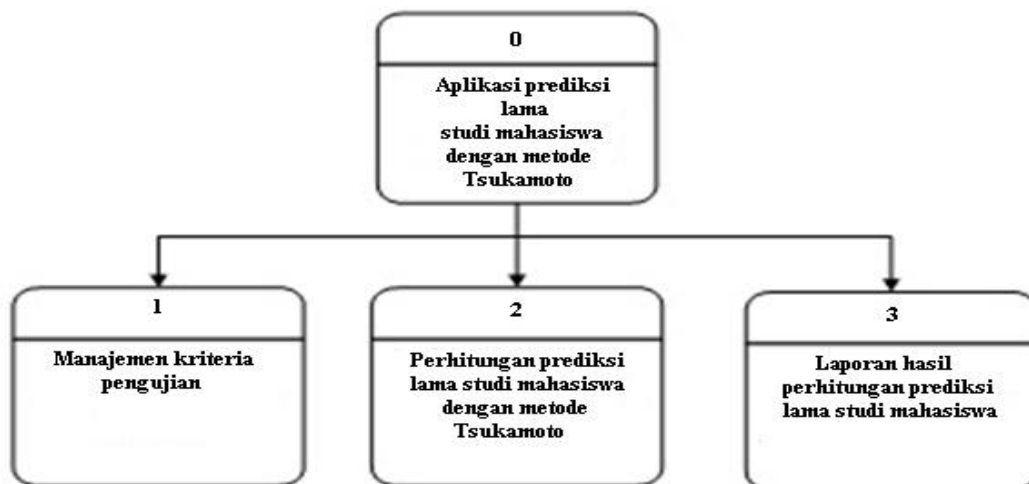 0
Aplikasi prediksi
lama
studi mahasiswa
dengan metode
Tsukamoto
1
Manajemen kriteria
pengujian
2
Perhitungan prediksi
lama studi mahasiswa
dengan metode
Tsukamoto
3
Laporan hasil
perhitungan prediksi
lama studi mahasiswa